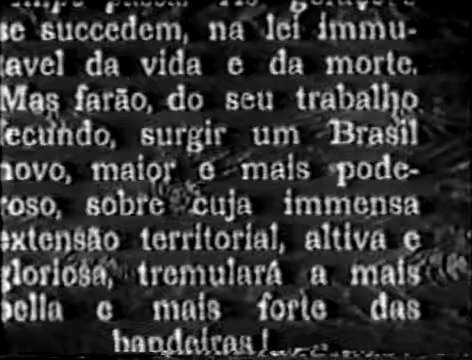 se succedem, na lei immu-
tavel da vida e da morte.
Mas farão, do seu trabalho
fecundo, surgir um Brasil
novo, maior e mais pode-
roso, sobre cuja immensa
extensão territorial, altiva e
gloriosa, tremulará a mais
bella e mais forte das
bandeiras!